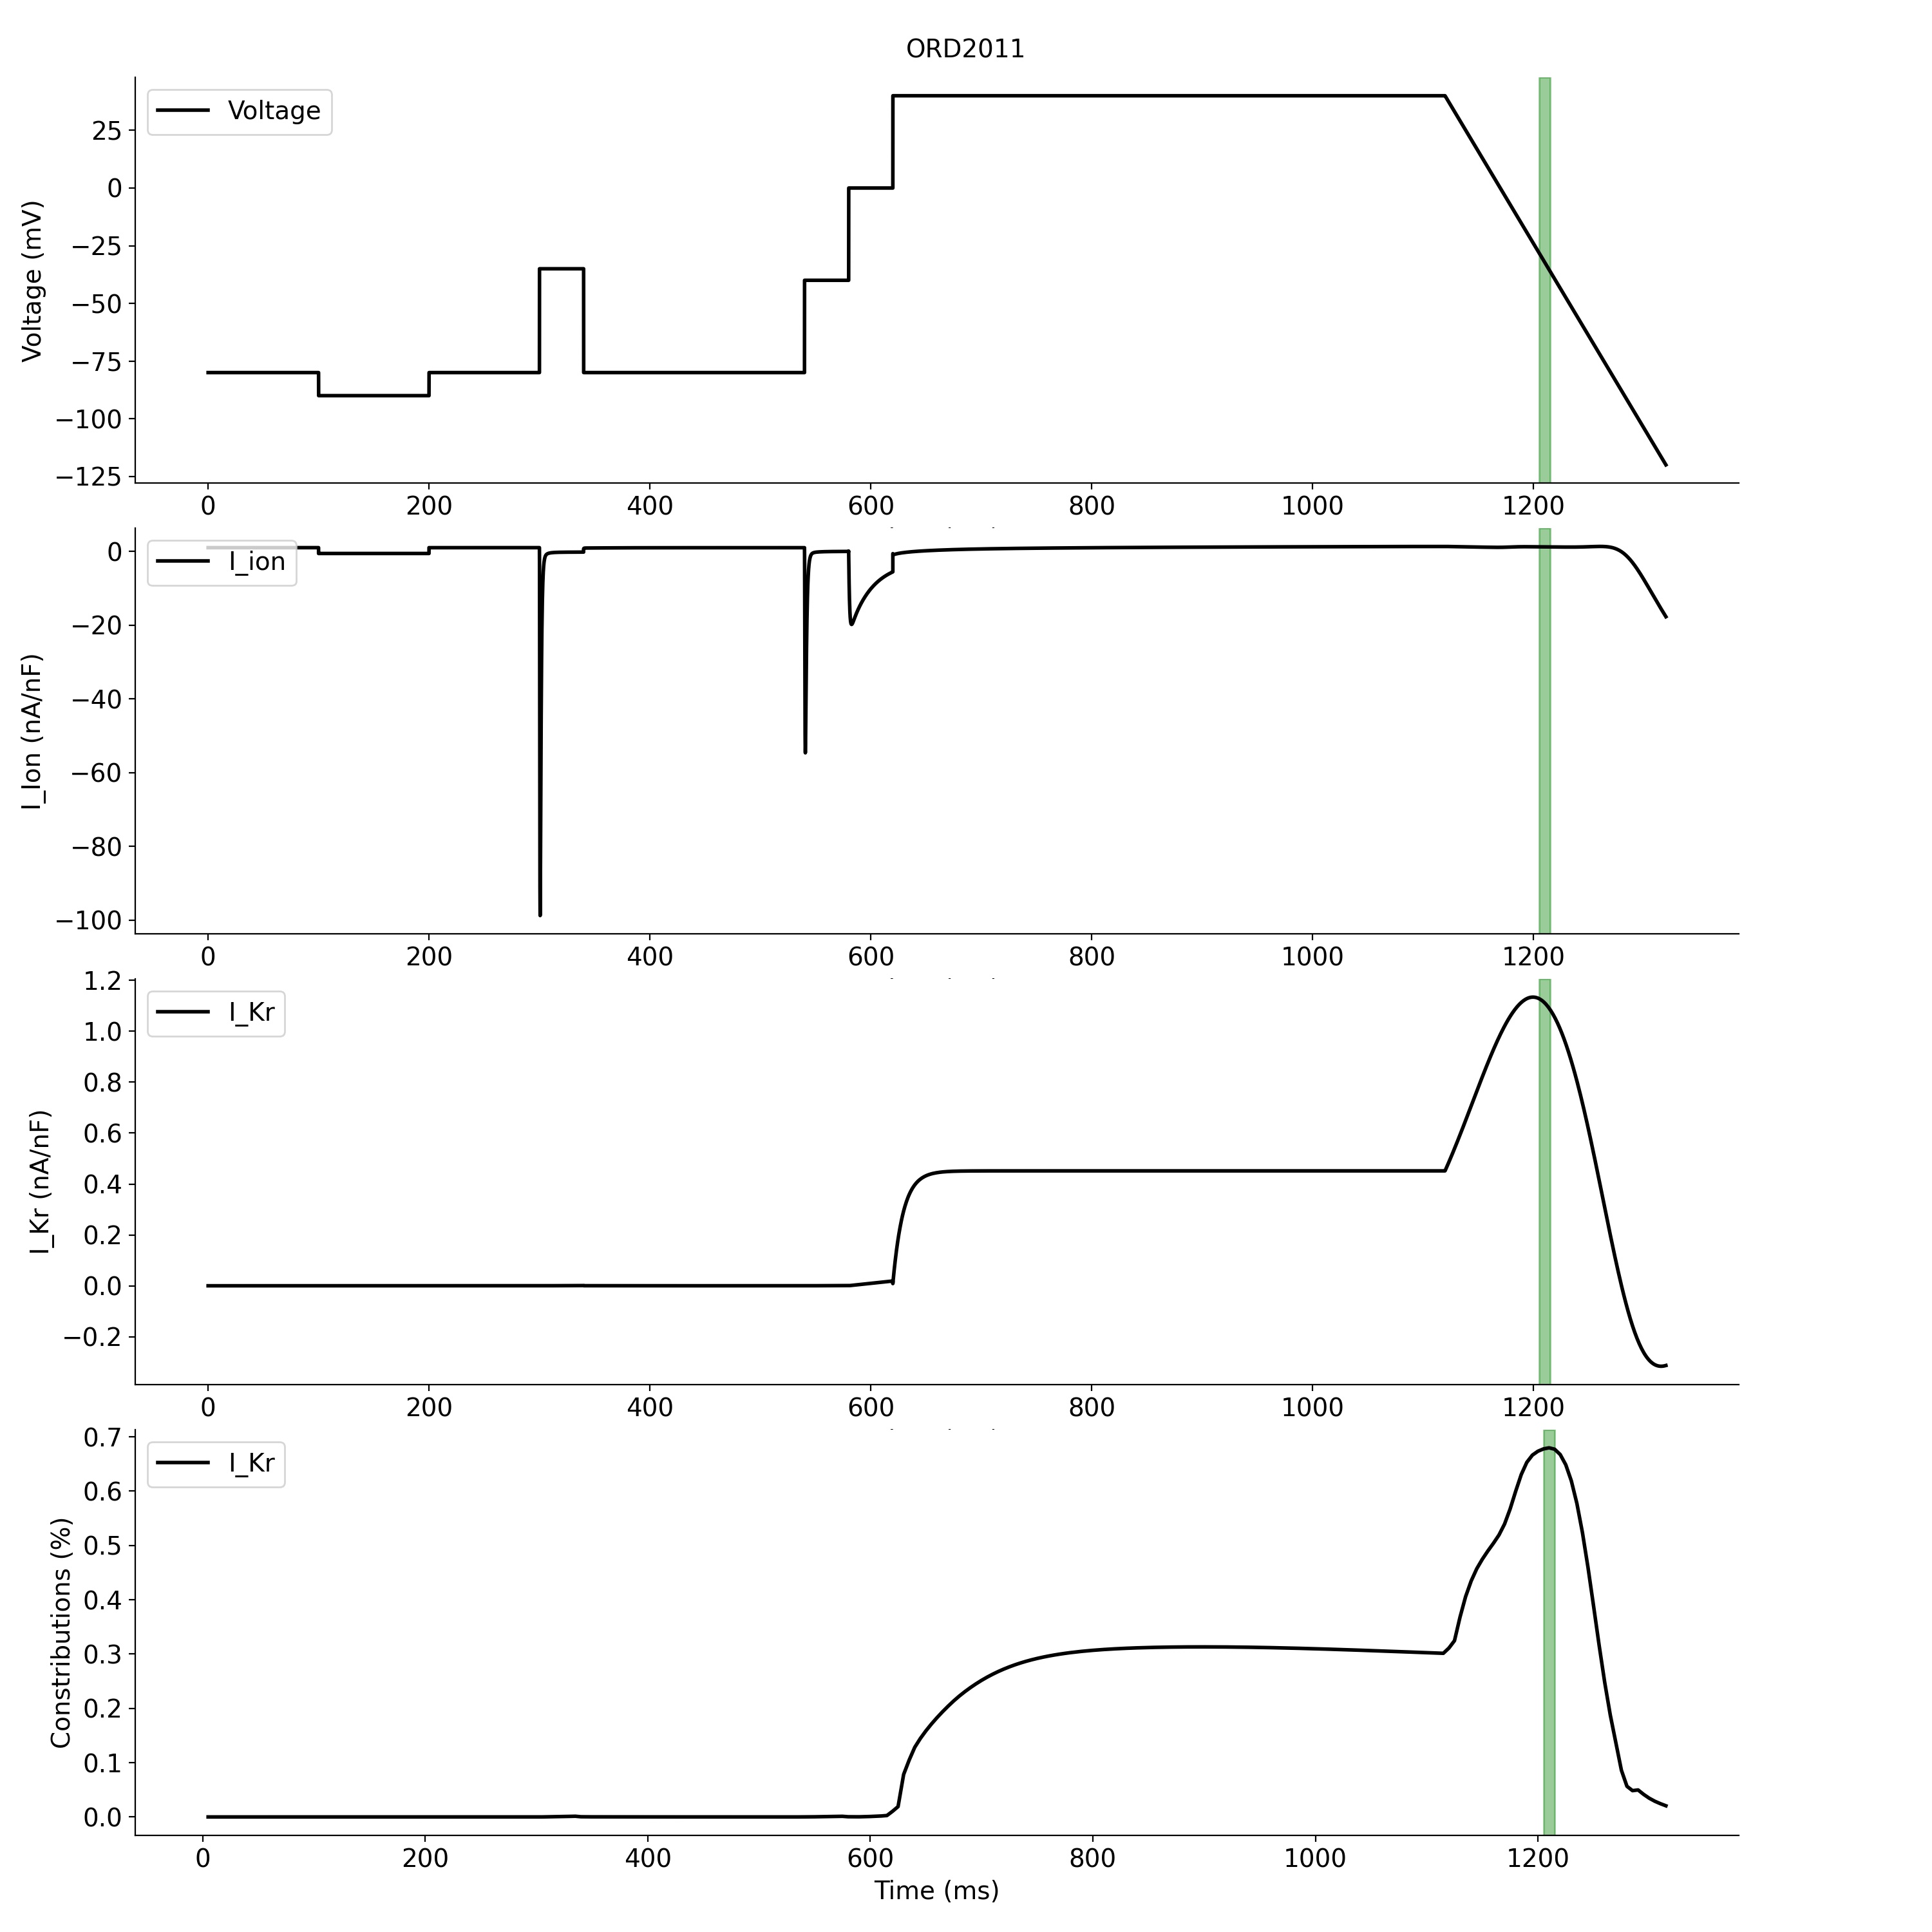 ORD2011
Voltage
Voltage (mV)
25
0
−25
−50
−75
−100
−125
0 200 400 600 800 1000 1200
I_ion
I_Ion (nA/nF)
0
−20
−40
−60
−80
−100
0 200 400 600 800 1000 1200
I_Kr
I_Kr (nA/nF)
1.2
1.0
0.8
0.6
0.4
0.2
0.0
−0.2
0 200 400 600 800 1000 1200
I_Kr
Constributions (%)
0.7
0.6
0.5
0.4
0.3
0.2
0.1
0.0
0 200 400 600 800 1000 1200
Time (ms)